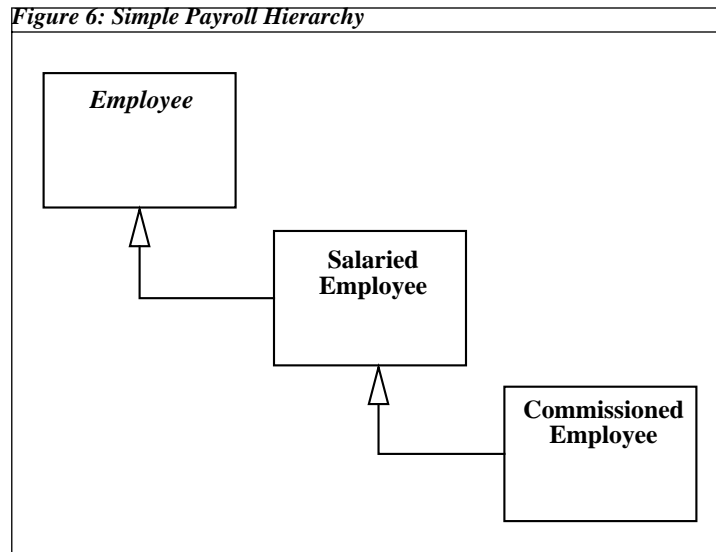 Figure 6: Simple Payroll Hierarchy
Employee
Salaried
Employee
Commissioned
Employee